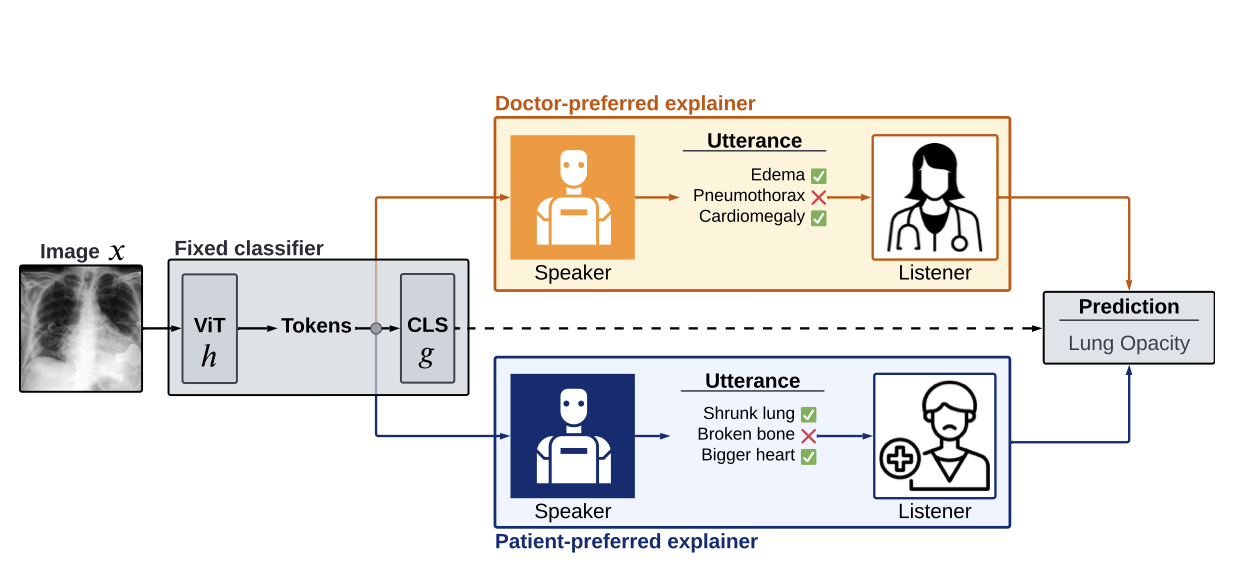 Doctor-preferred explainer
Utterance
Edema ✅
Pneumothorax ❌
Cardiomegaly ✅
Speaker
Listener
Image x
Fixed classifier
ViT
h
Tokens
CLS
g
Prediction
Lung Opacity
Utterance
Shrunk lung ✅
Broken bone ❌
Bigger heart ✅
Speaker
Listener
Patient-preferred explainer